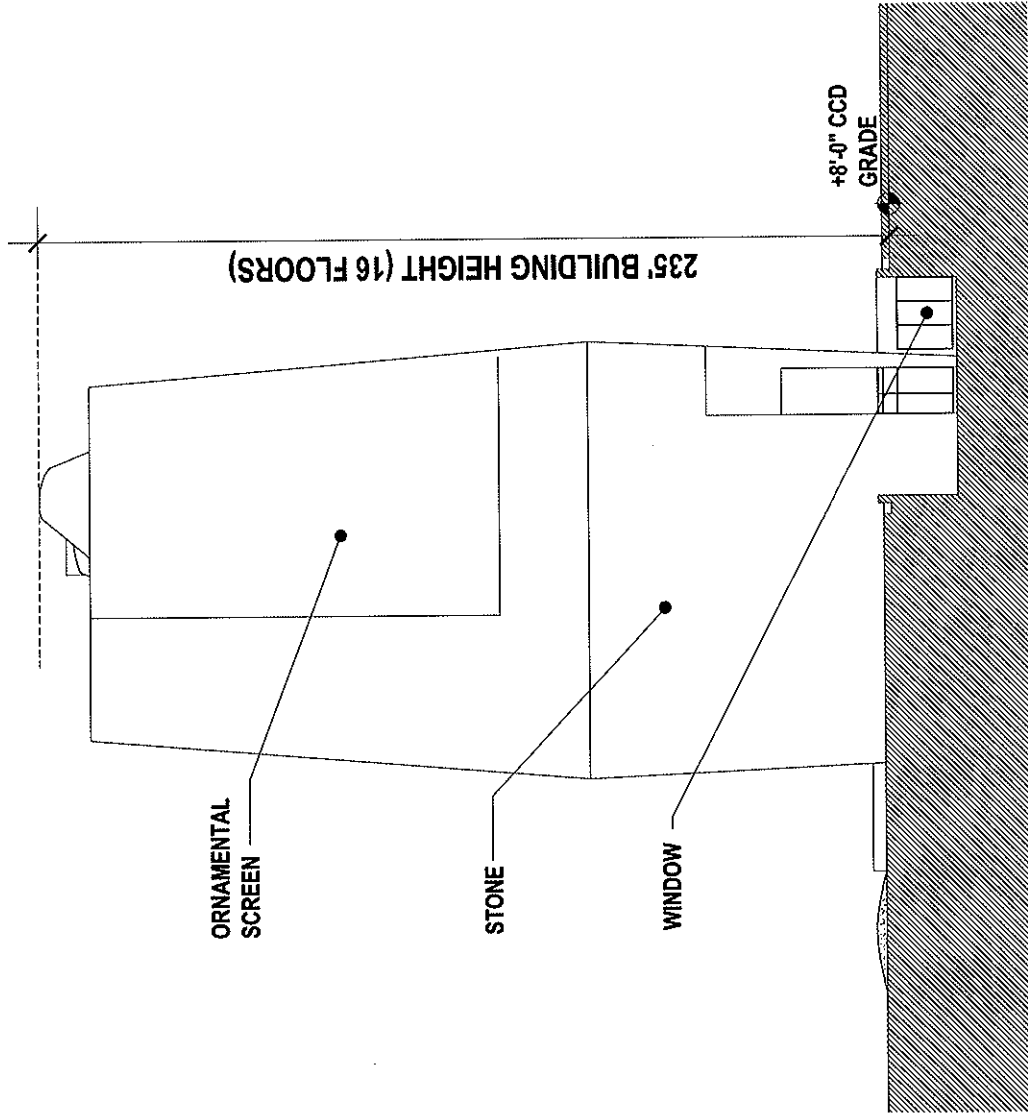 235' BUILDING HEIGHT (16 FLOORS)
+8'-0" CCD
GRADE
ORNAMENTAL
SCREEN
STONE
WINDOW